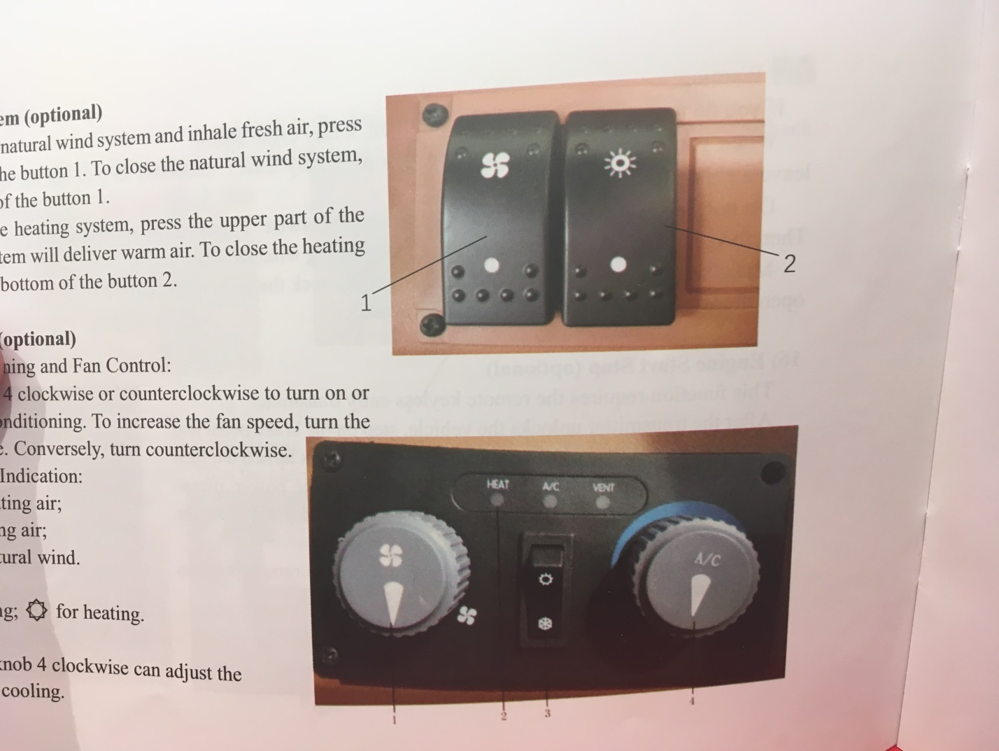 em (optional)
natural wind system and inhale fresh air, press
he button 1. To close the natural wind system,
of the button 1.
e heating system, press the upper part of the
tem will deliver warm air. To close the heating
bottom of the button 2.
1
2
(optional)
ning and Fan Control:
4 clockwise or counterclockwise to turn on or
onditioning. To increase the fan speed, turn the
e. Conversely, turn counterclockwise.
Indication:
ting air;
ng air;
tural wind.
ng; for heating.
knob 4 clockwise can adjust the
cooling.
HEAT A/C VENT
A/C
1 2 3 4